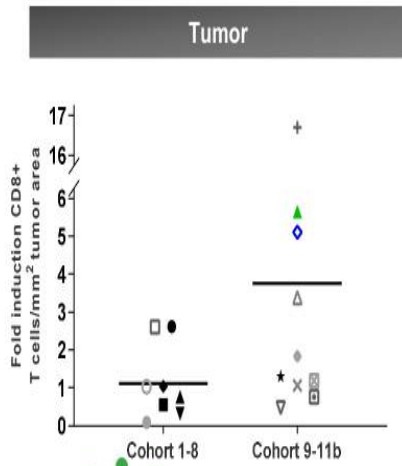 Tumor
Fold induction CD8+
T cells/mm² tumor area
17
16
6
5
4
3
2
1
0
Cohort 1-8
Cohort 9-11b